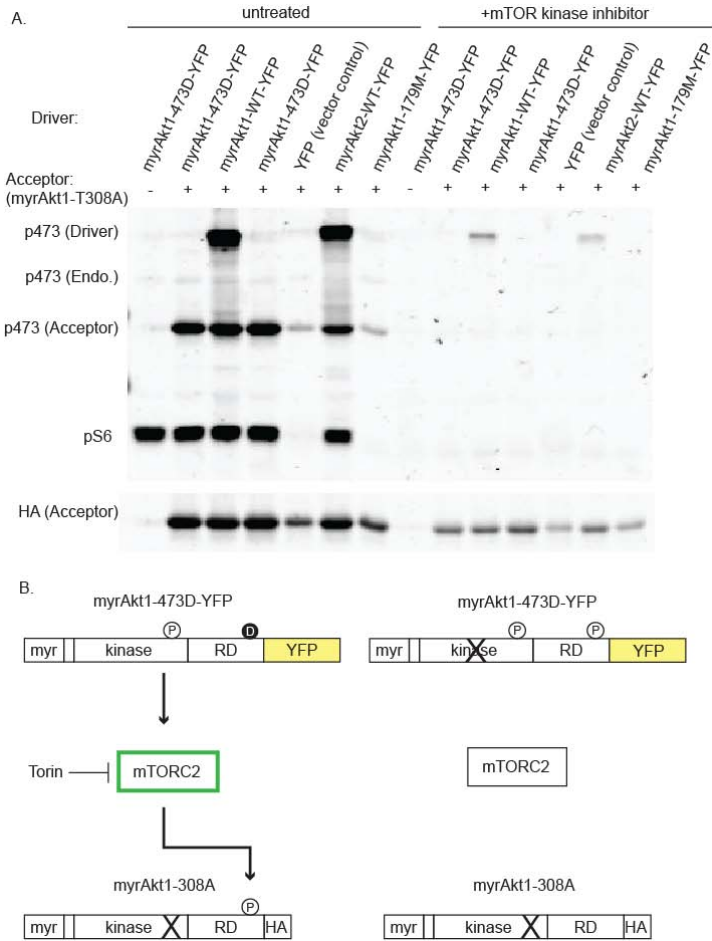 A.
untreated
+mTOR kinase inhibitor
Driver:
myrAkt1-473D-YFP
myrAkt1-473D-YFP
myrAkt1-WT-YFP
myrAkt1-473D-YFP
YFP (vector control)
myrAkt2-WT-YFP
myrAkt1-179M-YFP
myrAkt1-473D-YFP
myrAkt1-473D-YFP
myrAkt1-WT-YFP
myrAkt1-473D-YFP
YFP (vector control)
myrAkt2-WT-YFP
myrAkt1-179M-YFP
Acceptor:
(myrAkt1-T308A)
- + + + + + + - + + + + + +
p473 (Driver)
p473 (Endo.)
p473 (Acceptor)
pS6
HA (Acceptor)
B.
myrAkt1-473D-YFP
P D
myr kinase RD YFP
Torin
mTORC2
myrAkt1-308A
P
myr kinase X RD HA
myrAkt1-473D-YFP
P P
myr kinase X RD YFP
mTORC2
myrAkt1-308A
myr kinase X RD HA